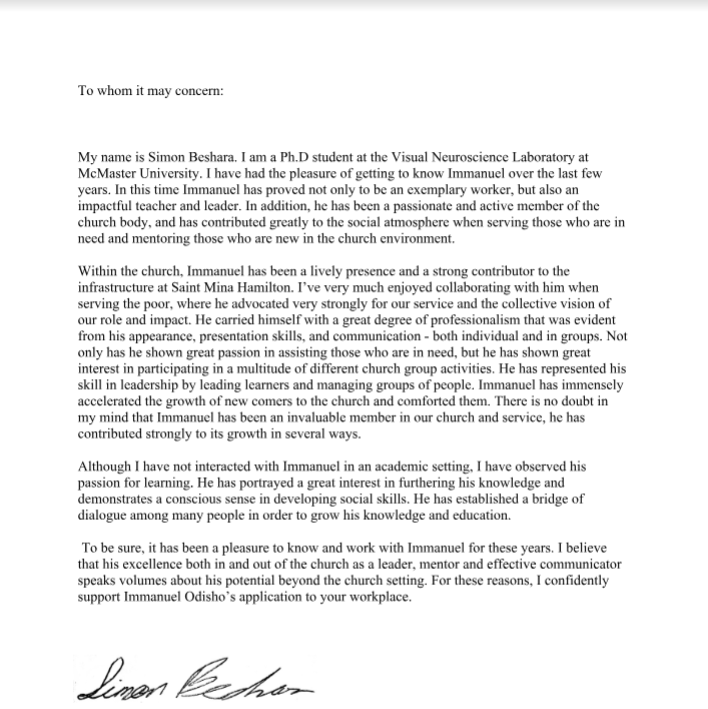 To whom it may concern:
My name is Simon Beshara. I am a Ph.D student at the Visual Neuroscience Laboratory at
McMaster University. I have had the pleasure of getting to know Immanuel over the last few
years. In this time Immanuel has proved not only to be an exemplary worker, but also an
impactful teacher and leader. In addition, he has been a passionate and active member of the
church body, and has contributed greatly to the social atmosphere when serving those who are in
need and mentoring those who are new in the church environment.
Within the church, Immanuel has been a lively presence and a strong contributor to the
infrastructure at Saint Mina Hamilton. I've very much enjoyed collaborating with him when
serving the poor, where he advocated very strongly for our service and the collective vision of
our role and impact. He carried himself with a great degree of professionalism that was evident
from his appearance, presentation skills, and communication - both individual and in groups. Not
only has he shown great passion in assisting those who are in need, but he has shown great
interest in participating in a multitude of different church group activities. He has represented his
skill in leadership by leading learners and managing groups of people. Immanuel has immensely
accelerated the growth of new comers to the church and comforted them. There is no doubt in
my mind that Immanuel has been an invaluable member in our church and service, he has
contributed strongly to its growth in several ways.
Although I have not interacted with Immanuel in an academic setting, I have observed his
passion for learning. He has portrayed a great interest in furthering his knowledge and
demonstrates a conscious sense in developing social skills. He has established a bridge of
dialogue among many people in order to grow his knowledge and education.
To be sure, it has been a pleasure to know and work with Immanuel for these years. I believe
that his excellence both in and out of the church as a leader, mentor and effective communicator
speaks volumes about his potential beyond the church setting. For these reasons, I confidently
support Immanuel Odisho's application to your workplace.
Simon Beshar